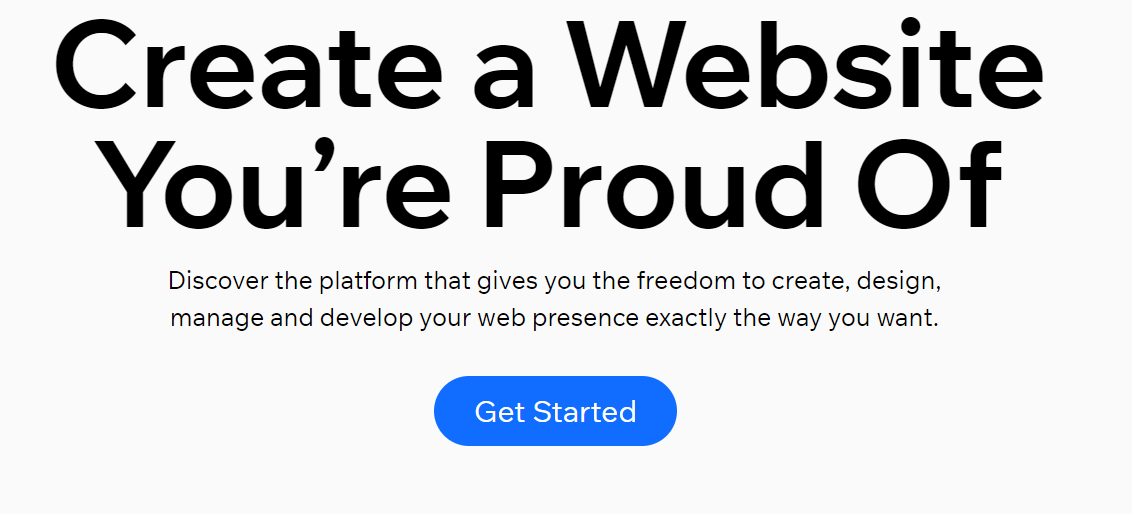 Create a Website
You’re Proud Of
Discover the platform that gives you the freedom to create, design,
manage and develop your web presence exactly the way you want.
Get Started